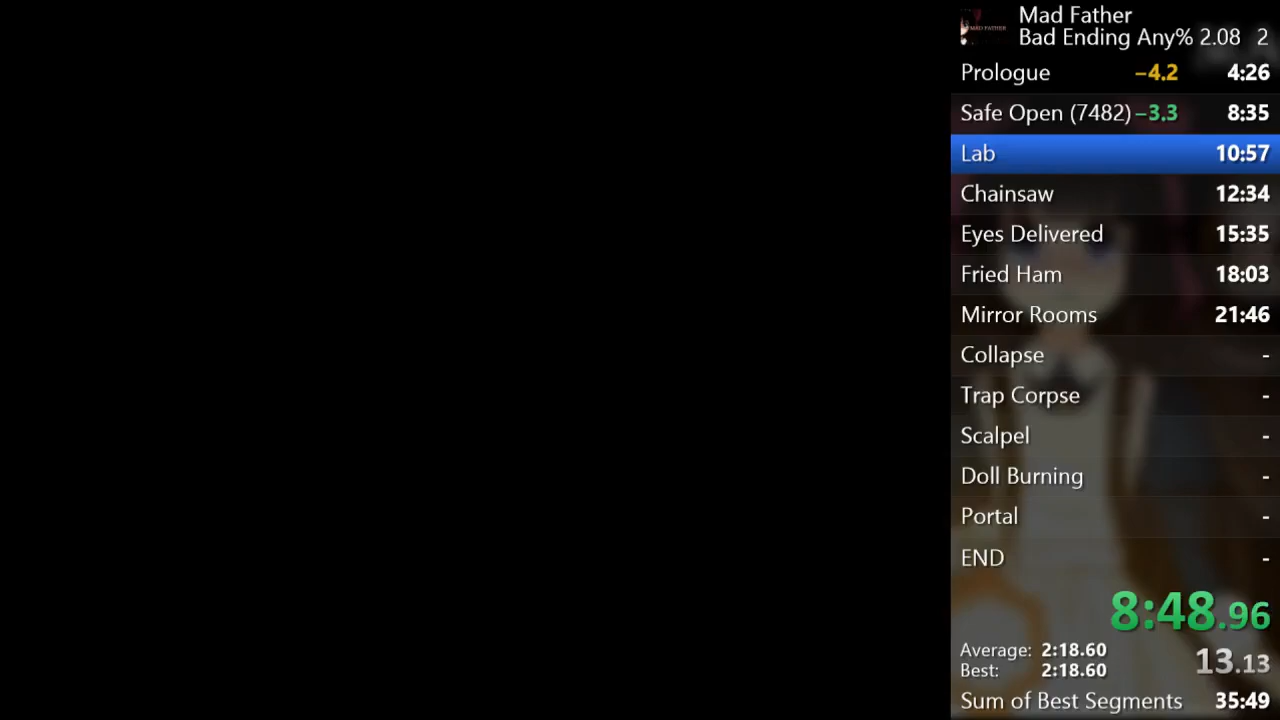 Mad Father
Bad Ending Any% 2.08 2
Prologue −4.2 4:26
Safe Open (7482) −3.3 8:35
Lab 10:57
Chainsaw 12:34
Eyes Delivered 15:35
Fried Ham 18:03
Mirror Rooms 21:46
Collapse -
Trap Corpse -
Scalpel -
Doll Burning -
Portal -
END -
8:48.96
Average: 2:18.60
Best: 2:18.60
13.13
Sum of Best Segments 35:49